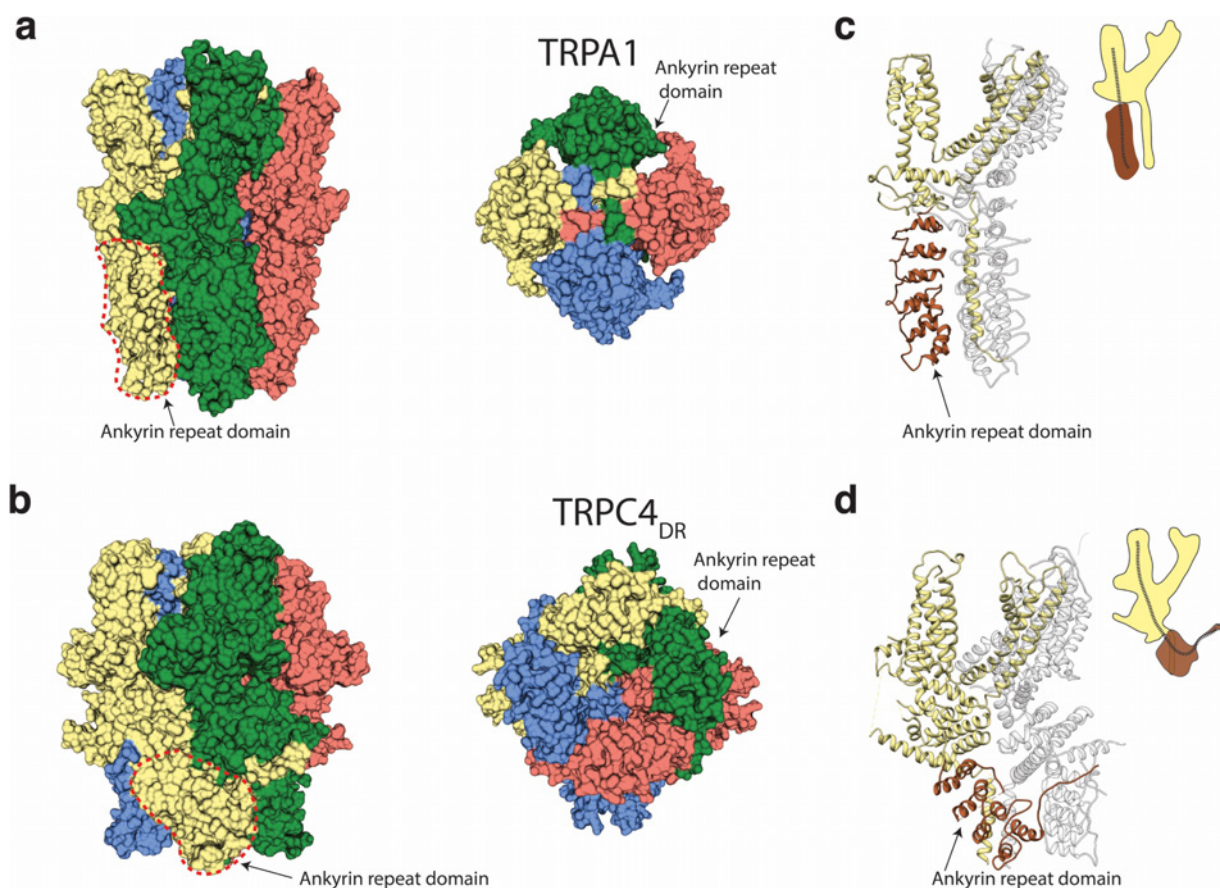 a
TRPA1
Ankyrin repeat
domain
Ankyrin repeat domain
c
Ankyrin repeat domain
b
TRPC4DR
Ankyrin repeat
domain
Ankyrin repeat domain
d
Ankyrin repeat domain